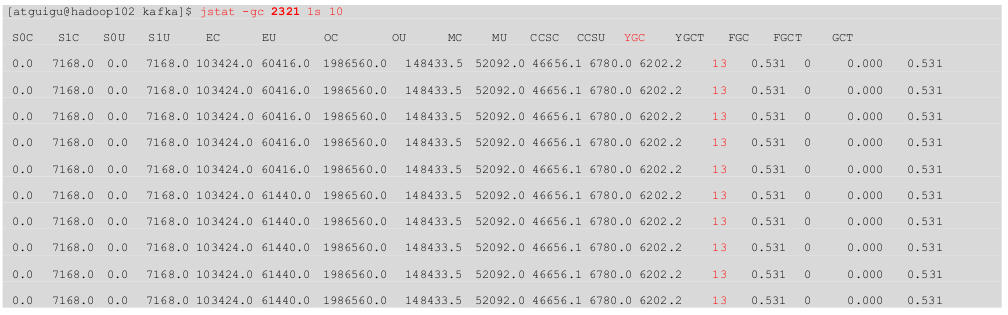 [atguigu@hadoop102 kafka]$ jstat -gc 2321 1s 10
S0C S1C S0U S1U EC EU OC OU MC MU CCSC CCSU YGC YGCT FGC FGCT GCT
0.0 7168.0 0.0 7168.0 103424.0 60416.0 1986560.0 148433.5 52092.0 46656.1 6780.0 6202.2 13 0.531 0 0.000 0.531
0.0 7168.0 0.0 7168.0 103424.0 60416.0 1986560.0 148433.5 52092.0 46656.1 6780.0 6202.2 13 0.531 0 0.000 0.531
0.0 7168.0 0.0 7168.0 103424.0 60416.0 1986560.0 148433.5 52092.0 46656.1 6780.0 6202.2 13 0.531 0 0.000 0.531
0.0 7168.0 0.0 7168.0 103424.0 60416.0 1986560.0 148433.5 52092.0 46656.1 6780.0 6202.2 13 0.531 0 0.000 0.531
0.0 7168.0 0.0 7168.0 103424.0 60416.0 1986560.0 148433.5 52092.0 46656.1 6780.0 6202.2 13 0.531 0 0.000 0.531
0.0 7168.0 0.0 7168.0 103424.0 61440.0 1986560.0 148433.5 52092.0 46656.1 6780.0 6202.2 13 0.531 0 0.000 0.531
0.0 7168.0 0.0 7168.0 103424.0 61440.0 1986560.0 148433.5 52092.0 46656.1 6780.0 6202.2 13 0.531 0 0.000 0.531
0.0 7168.0 0.0 7168.0 103424.0 61440.0 1986560.0 148433.5 52092.0 46656.1 6780.0 6202.2 13 0.531 0 0.000 0.531
0.0 7168.0 0.0 7168.0 103424.0 61440.0 1986560.0 148433.5 52092.0 46656.1 6780.0 6202.2 13 0.531 0 0.000 0.531
0.0 7168.0 0.0 7168.0 103424.0 61440.0 1986560.0 148433.5 52092.0 46656.1 6780.0 6202.2 13 0.531 0 0.000 0.531